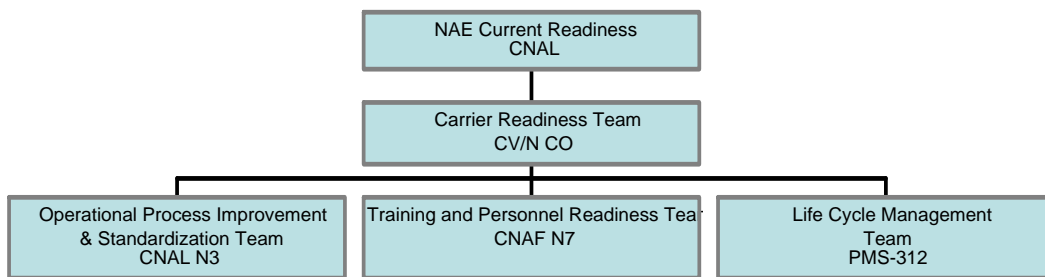 NAE Current Readiness
CNAL
Carrier Readiness Team
CV/N CO
Operational Process Improvement
& Standardization Team
CNAL N3
Training and Personnel Readiness Tea
CNAF N7
Life Cycle Management
Team
PMS-312